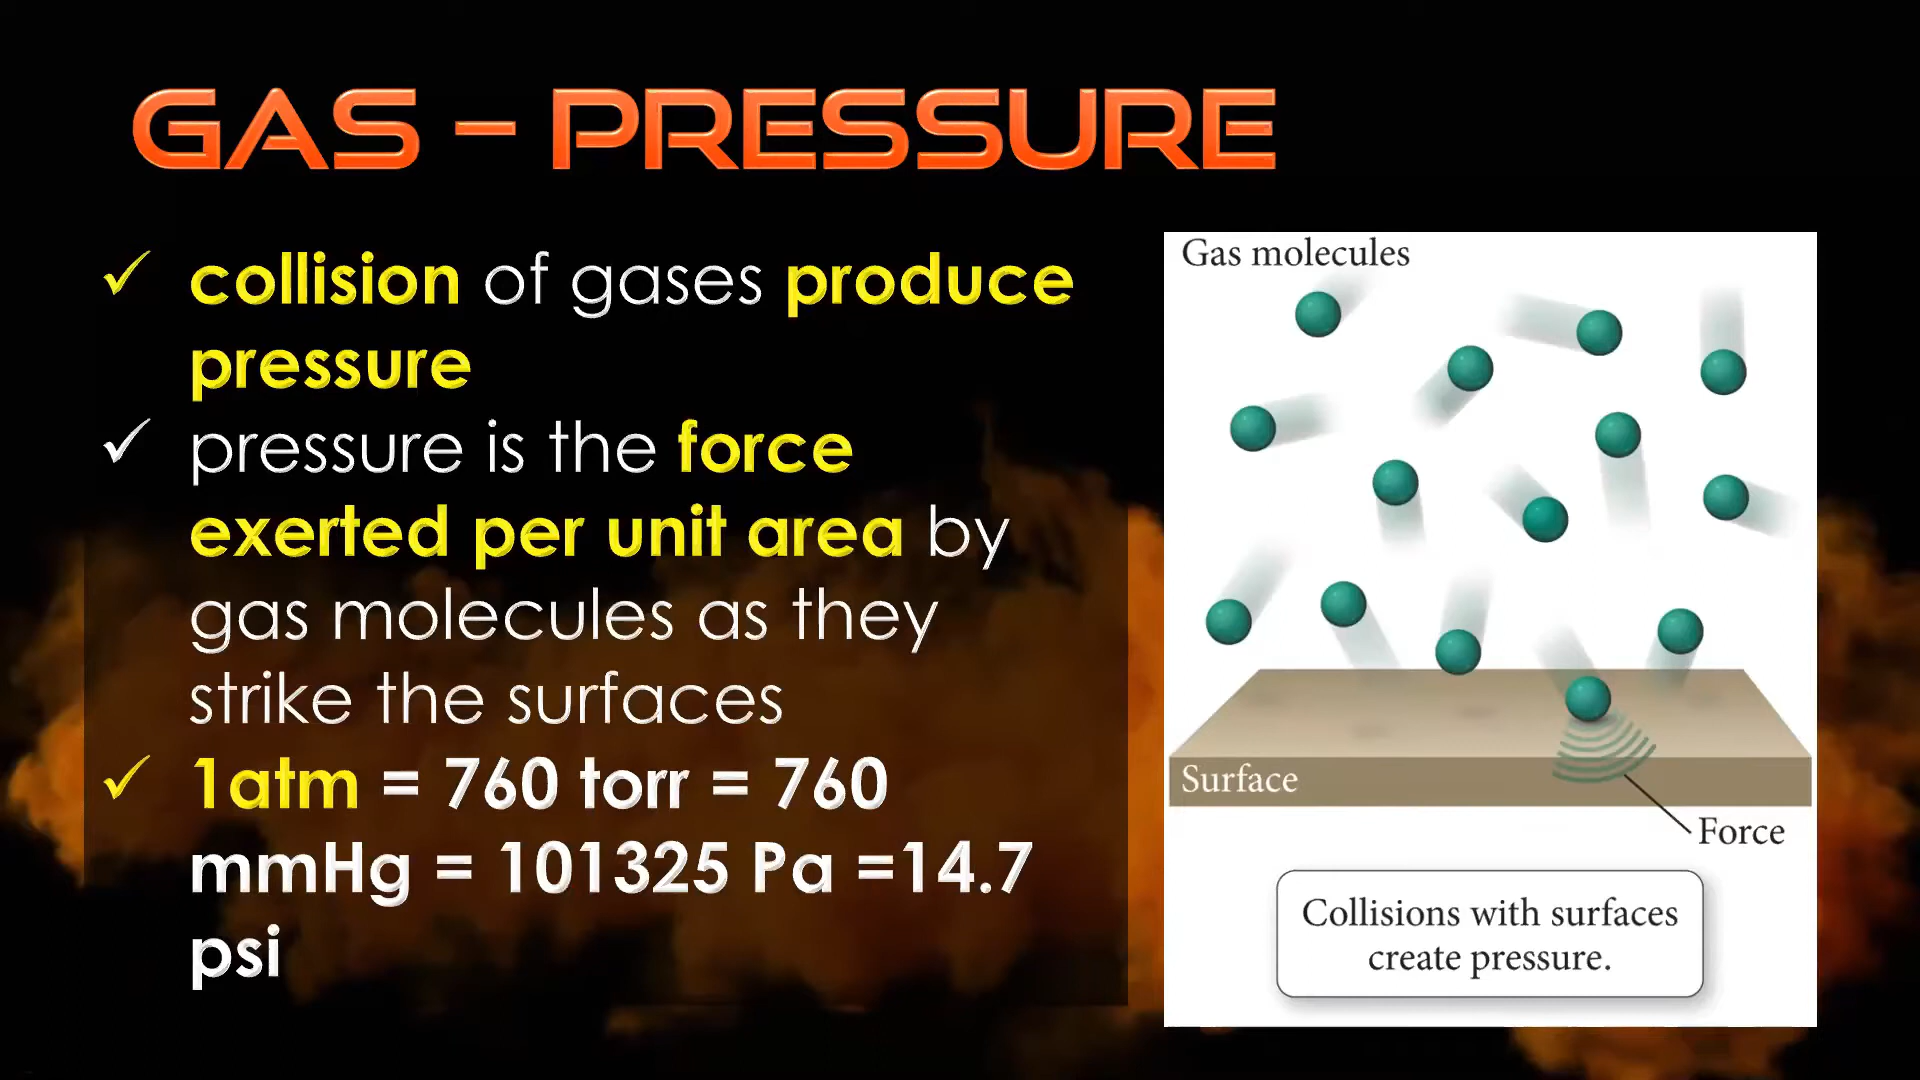 GAS – PRESSURE
✓ collision of gases produce
pressure
✓ pressure is the force
exerted per unit area by
gas molecules as they
strike the surfaces
✓ 1atm = 760 torr = 760
mmHg = 101325 Pa =14.7
psi
Gas molecules
Surface
Force
Collisions with surfaces
create pressure.